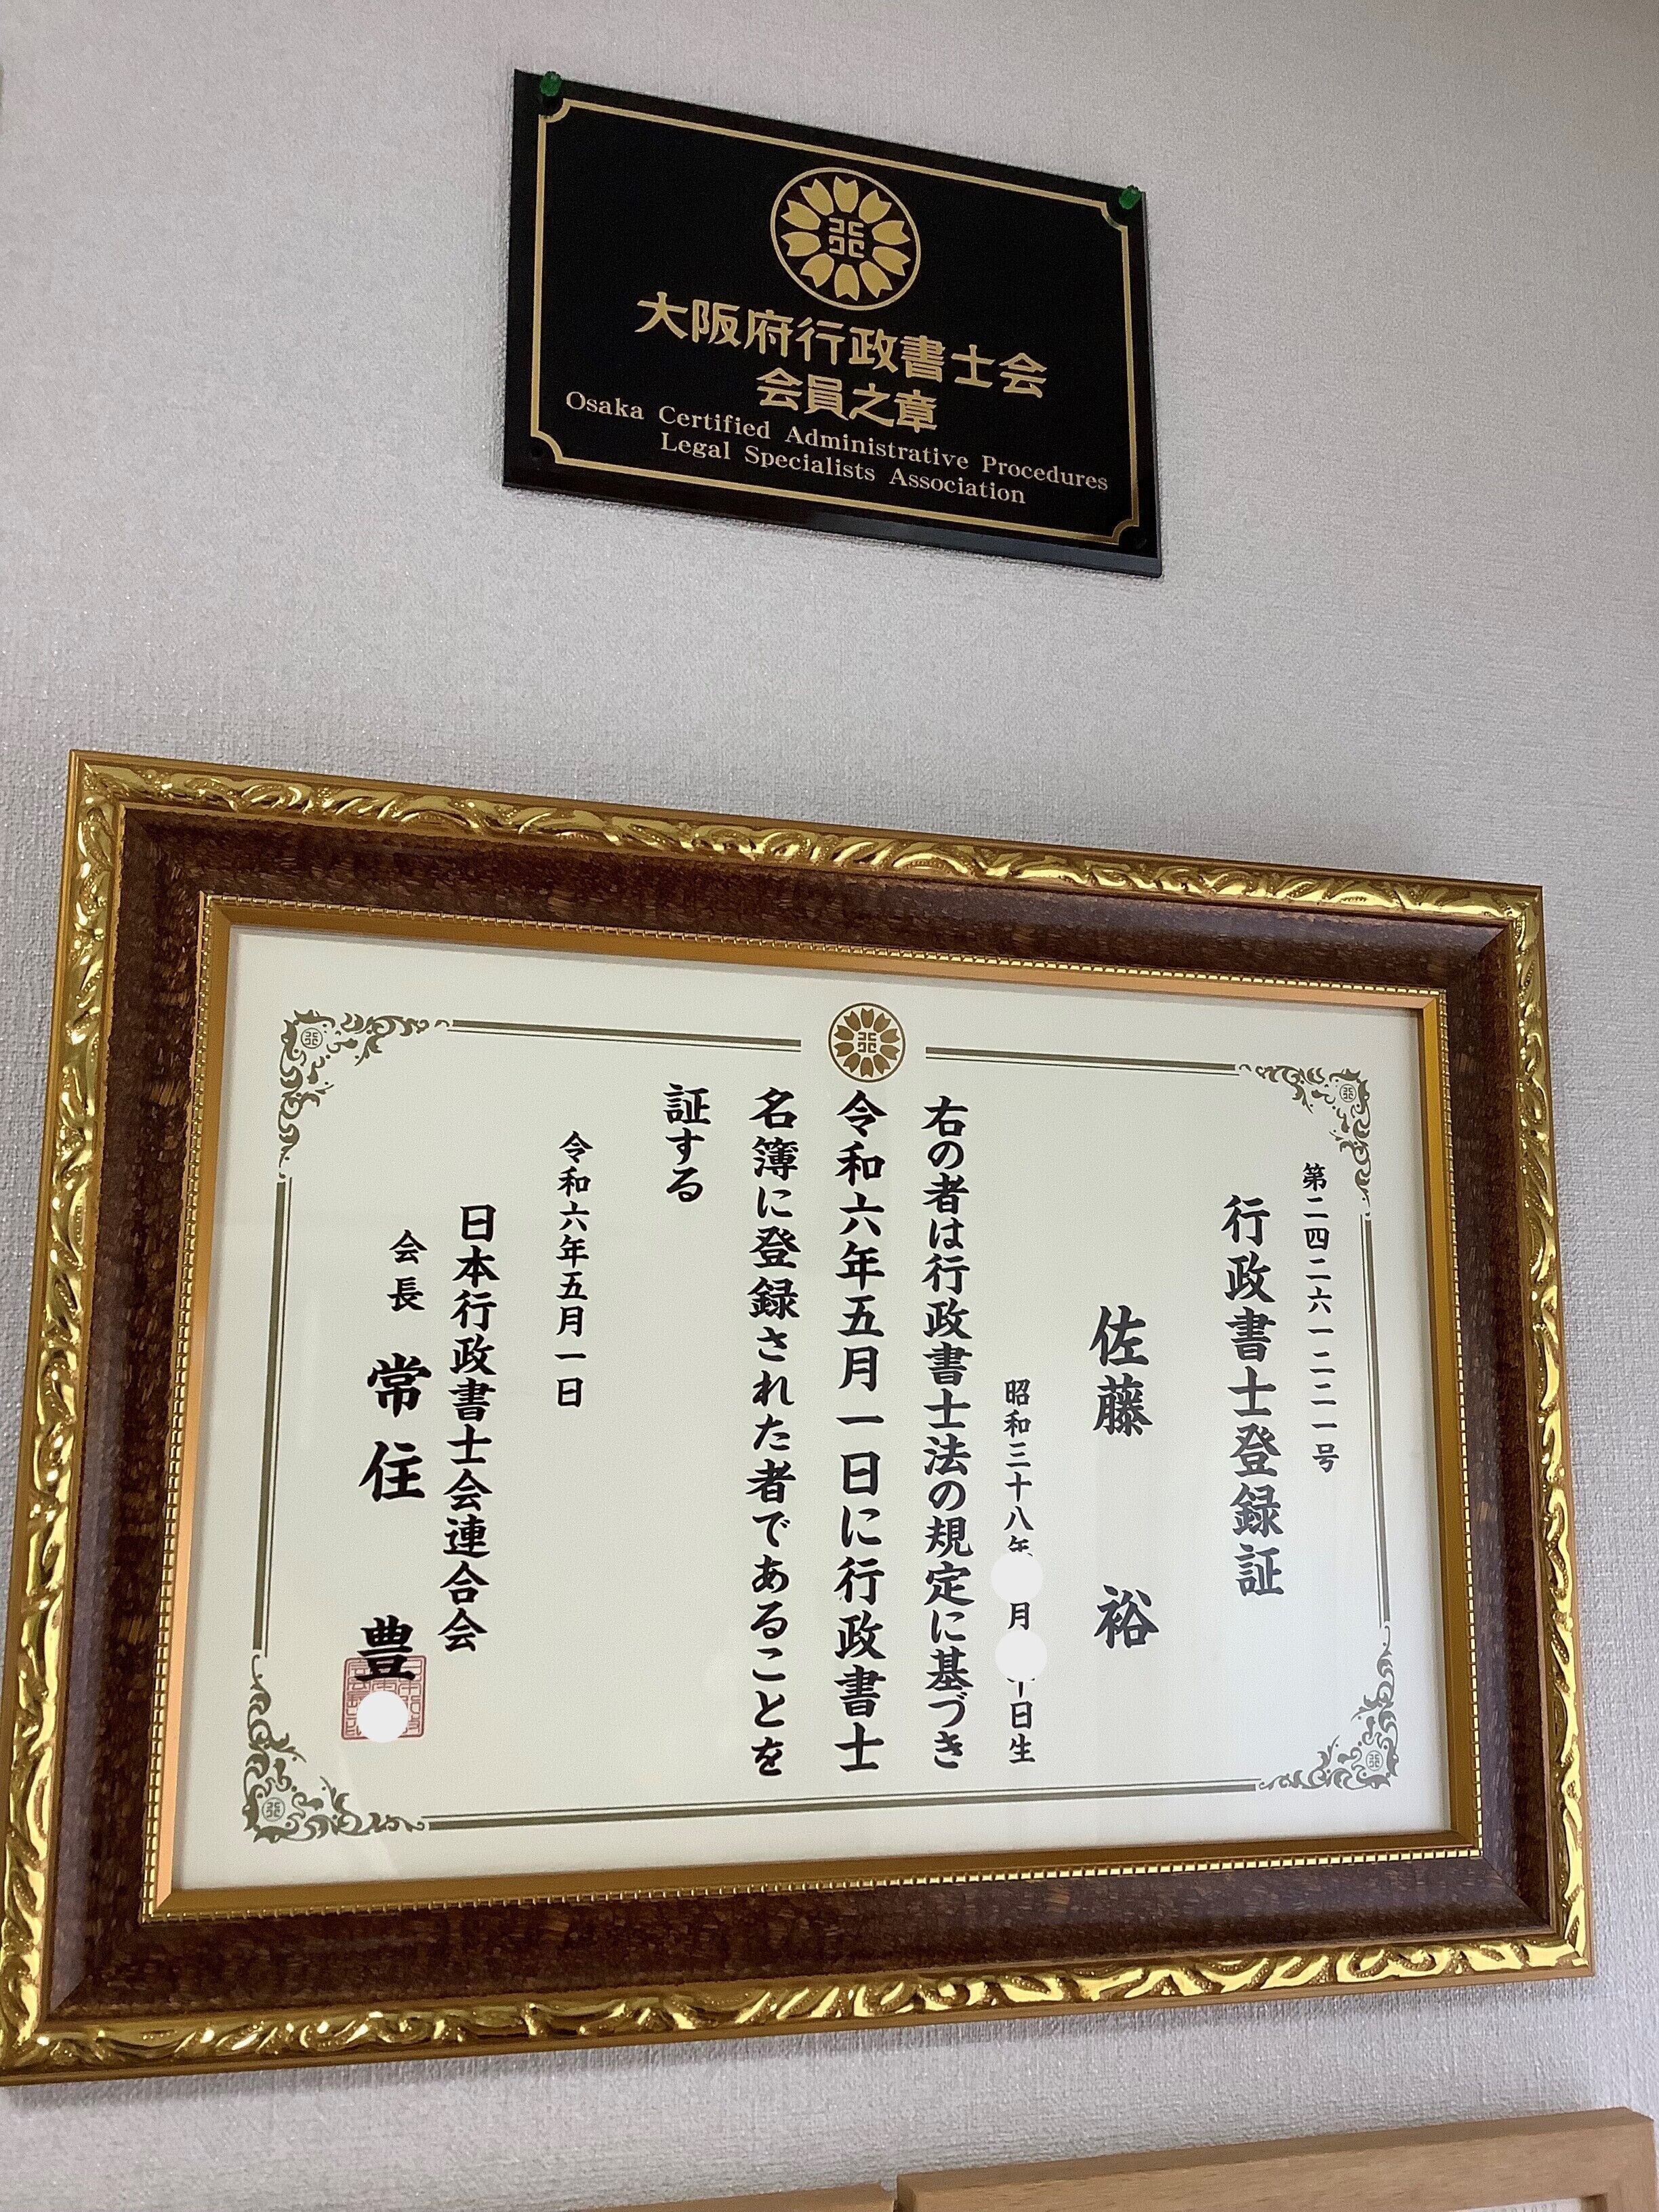 大阪府行政書士会
会員之章
Osaka Certified Administrative Procedures
Legal Specialists Association
第二四二六一二二一号
行政書士登録証
佐藤 裕
昭和三十八年 月 日生
右の者は行政書士法の規定に基づき
令和六年五月一日に行政書士
名簿に登録された者であることを
証する
令和六年五月一日
日本行政書士会連合会
会長 常住 豊